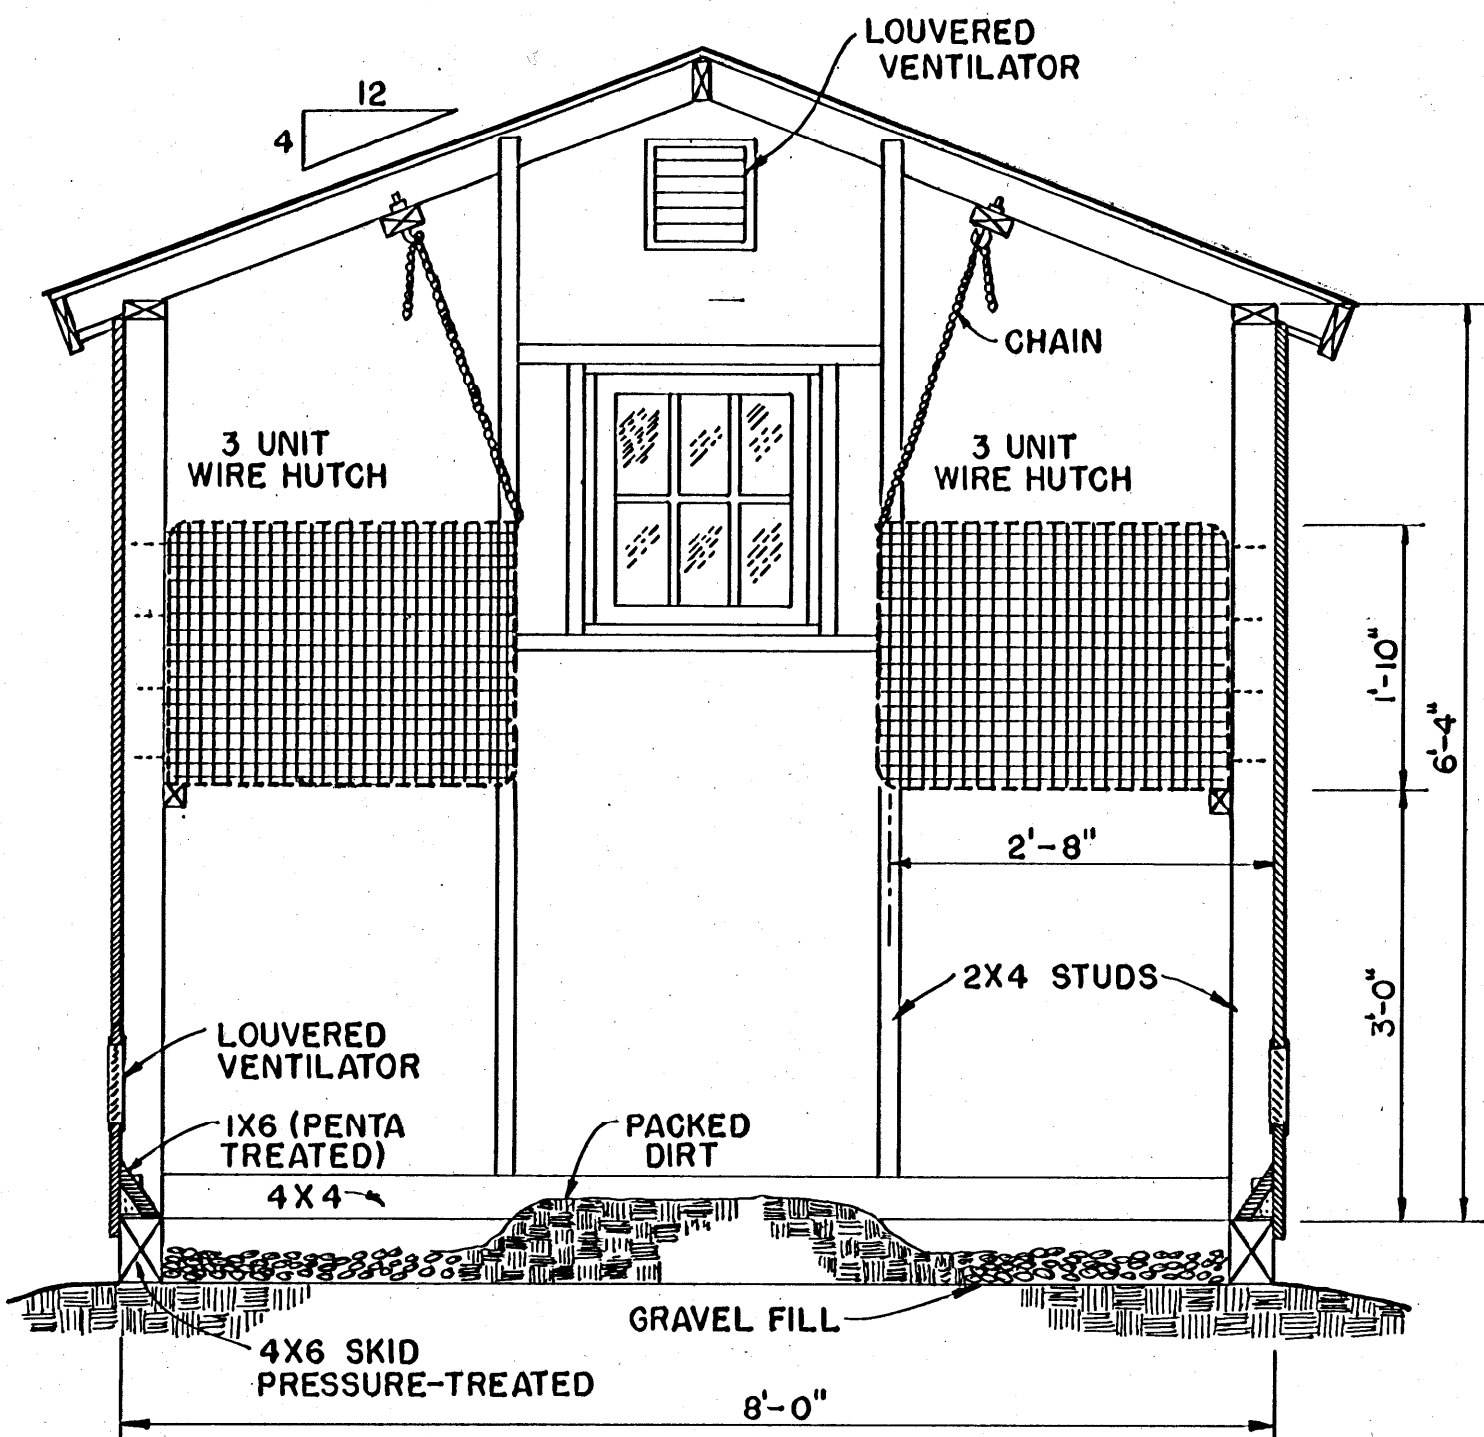 LOUVERED
VENTILATOR
12
4
CHAIN
3 UNIT
WIRE HUTCH
3 UNIT
WIRE HUTCH
1'-10"
6'-4"
2'-8"
2X4 STUDS
3'-0"
LOUVERED
VENTILATOR
1X6 (PENTA
TREATED)
PACKED
DIRT
4X4
GRAVEL FILL
4X6 SKID
PRESSURE-TREATED
8'-0"